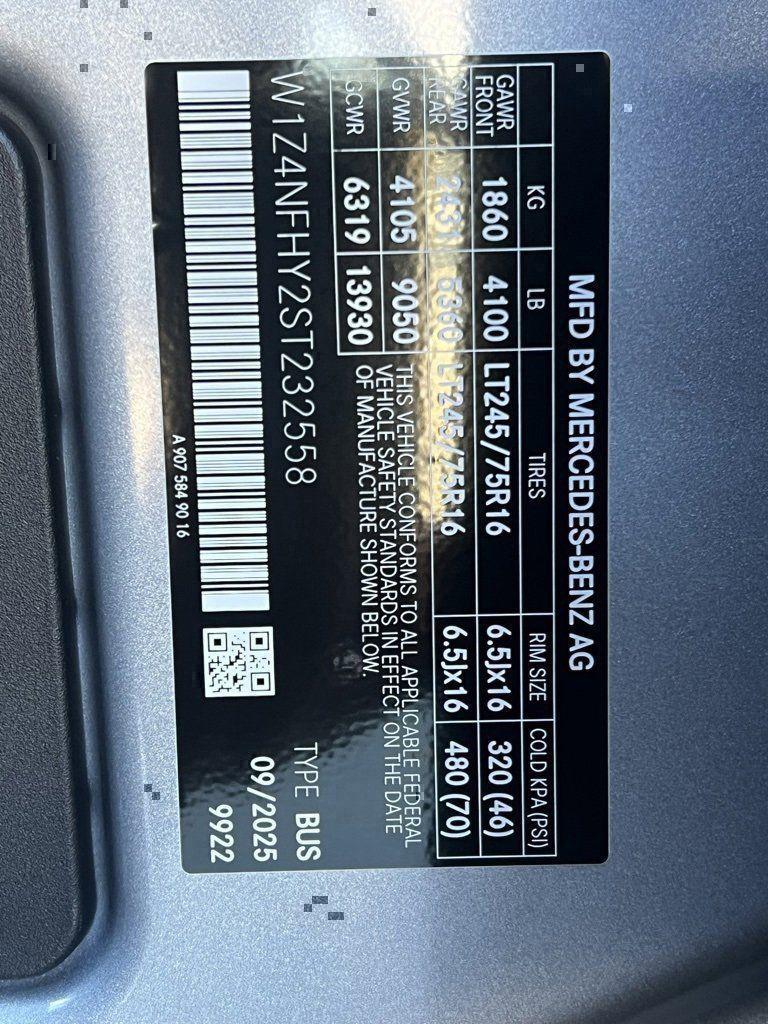 MFD BY MERCEDES-BENZ AG
KG LB TIRES RIM SIZE COLD KPA (PSI)
GAWR FRONT 1860 4100 LT245/75R16 6.5Jx16 320 (46)
GAWR REAR 2431 5360 LT245/75R16 6.5Jx16 480 (70)
GVWR 4105 9050
GCWR 6319 13930
THIS VEHICLE CONFORMS TO ALL APPLICABLE FEDERAL
VEHICLE SAFETY STANDARDS IN EFFECT ON THE DATE
OF MANUFACTURE SHOWN BELOW.
W1Z4NFHY2ST232558
TYPE BUS
09/2025
9922
A 907 584 90 16